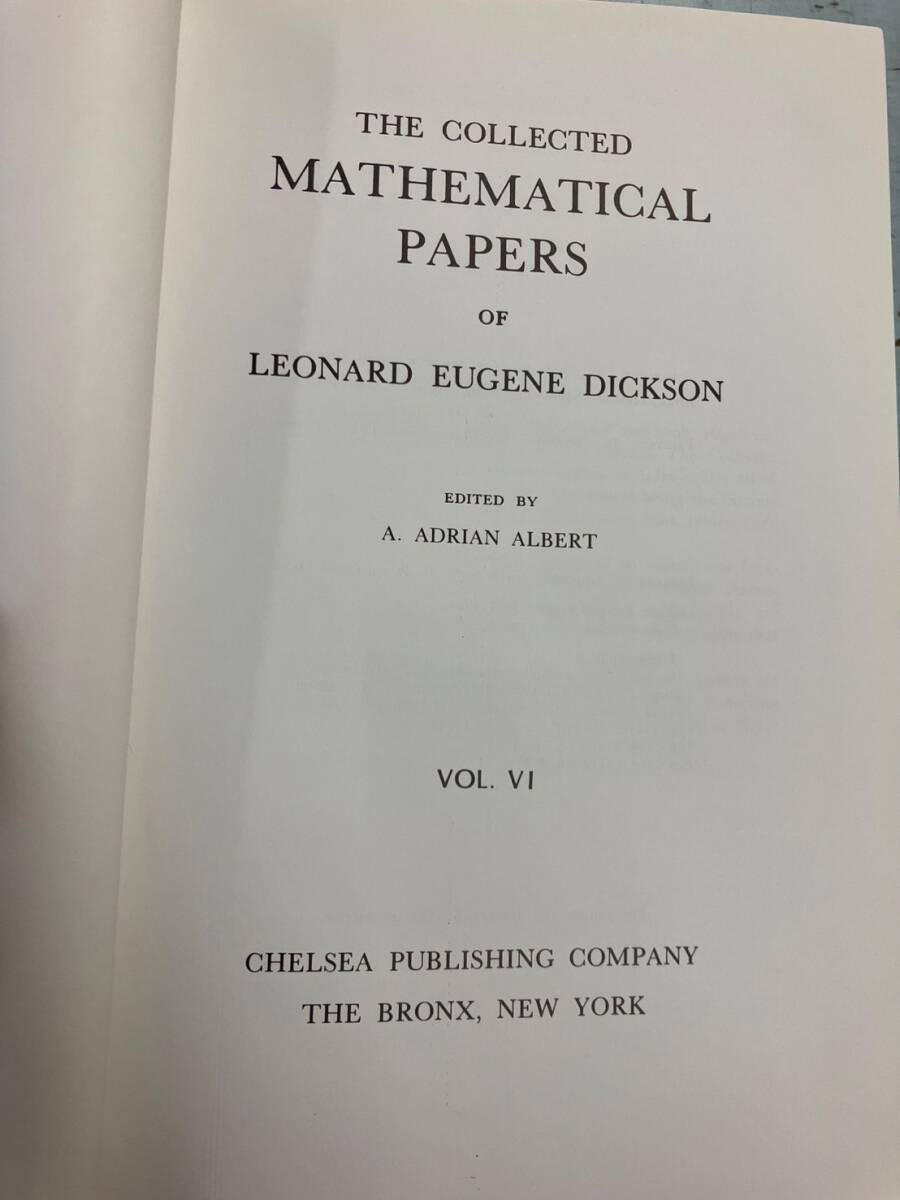 THE COLLECTED
MATHEMATICAL
PAPERS
OF
LEONARD EUGENE DICKSON
EDITED BY
A. ADRIAN ALBERT
VOL. VI
CHELSEA PUBLISHING COMPANY
THE BRONX, NEW YORK